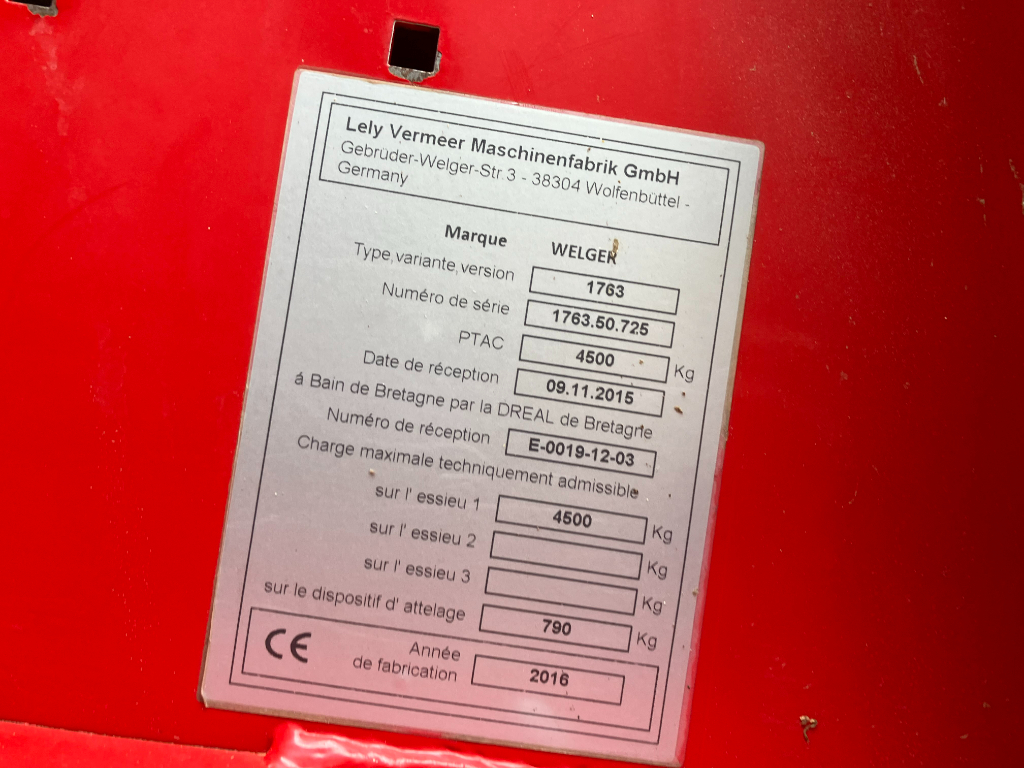 Lely Vermeer Maschinenfabrik GmbH
Gebrüder-Welger-Str.3 - 38304 Wolfenbüttel -
Germany
Marque WELGER
Type,variante,version 1763
Numéro de série 1763.50.725
PTAC 4500 Kg
Date de réception 09.11.2015
á Bain de Bretagne par la DREAL de Bretagne
Numéro de réception E-0019-12-03
Charge maximale techniquement admissible
sur l' essieu 1 4500 Kg
sur l' essieu 2 Kg
sur l' essieu 3 Kg
sur le dispositif d' attelage 790 Kg
CE Année
de fabrication 2016